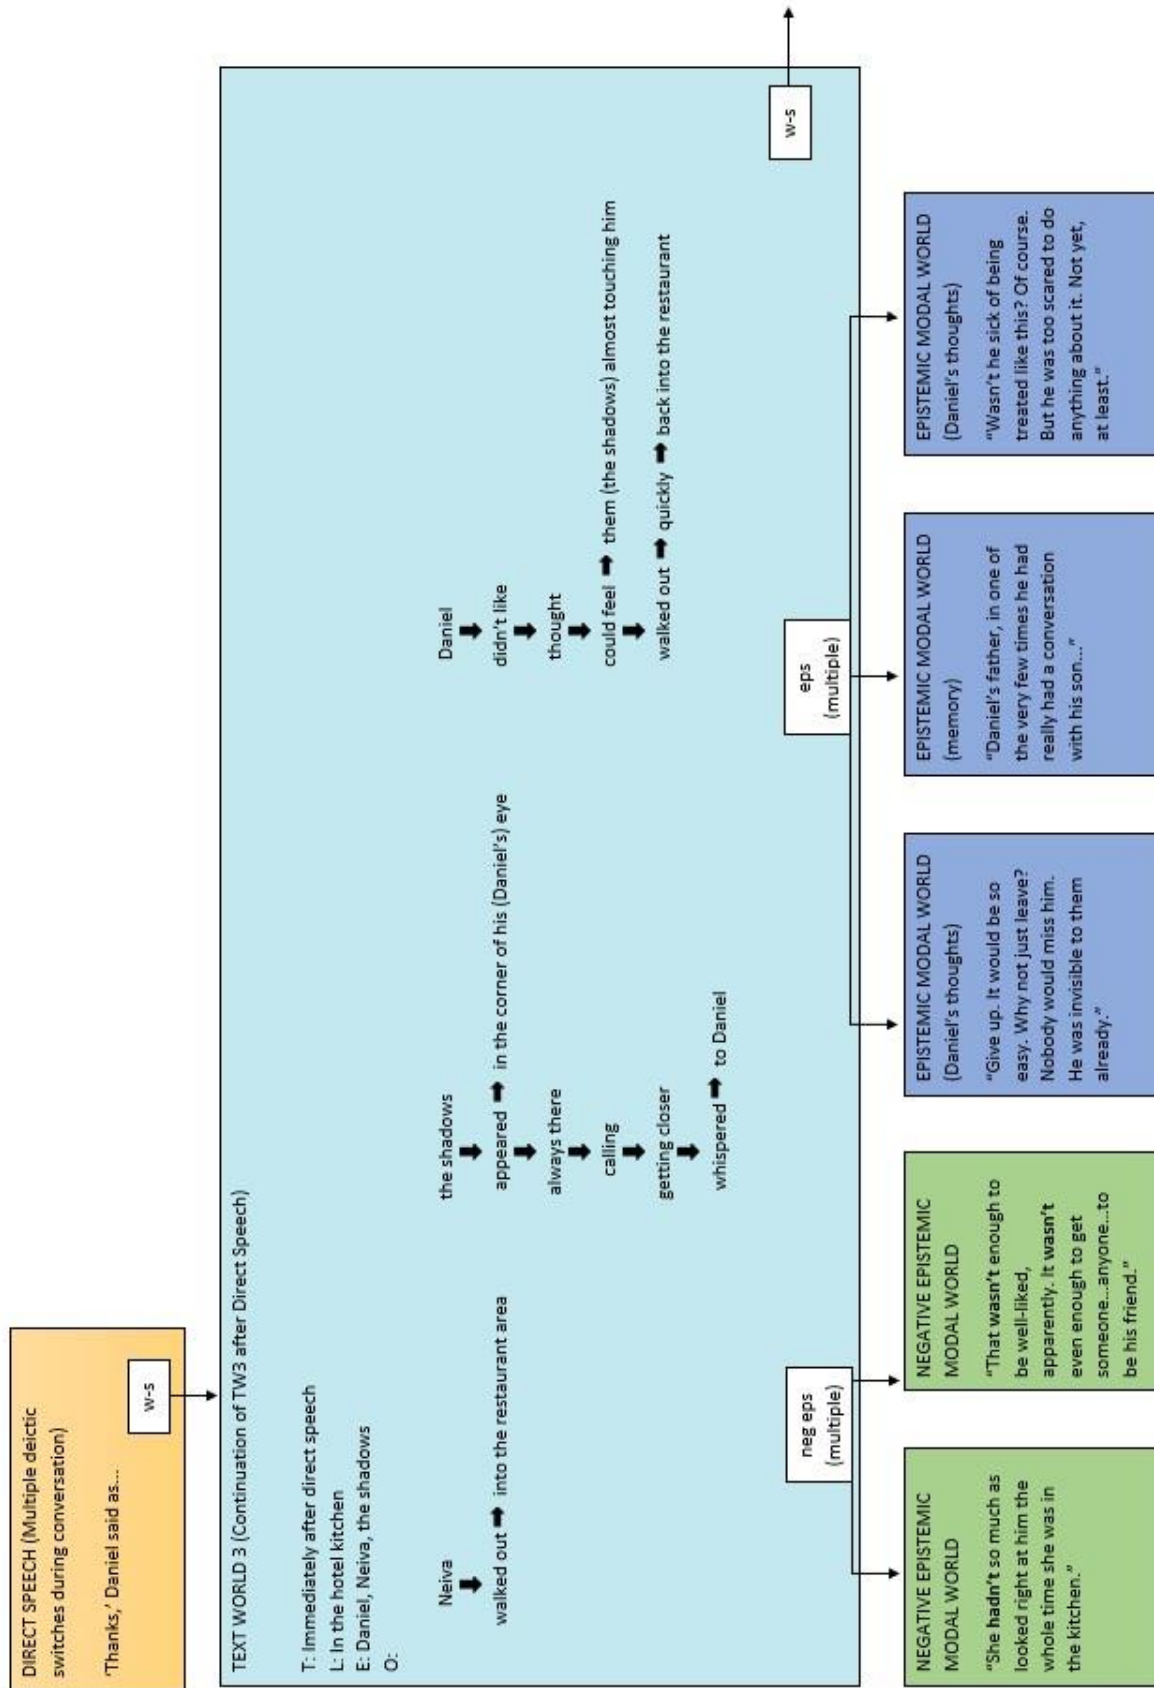 DIRECT SPEECH (Multiple deictic
switches during conversation)
'Thanks,' Daniel said as...
w-s
TEXT WORLD 3 (Continuation of TW3 after Direct Speech)
T: Immediately after direct speech
L: In the hotel kitchen
E: Daniel, Neiva, the shadows
O:
Neiva
walked out ➡ into the restaurant area
the shadows
appeared ➡ in the corner of his (Daniel's) eye
always there
calling
getting closer
whispered ➡ to Daniel
Daniel
didn't like
thought
could feel ➡ them (the shadows) almost touching him
walked out ➡ quickly ➡ back into the restaurant
w-s
neg eps
(multiple)
eps
(multiple)
NEGATIVE EPISTEMIC
MODAL WORLD
"She hadn't so much as
looked right at him the
whole time she was in
the kitchen."
NEGATIVE EPISTEMIC
MODAL WORLD
"That wasn't enough to
be well-liked,
apparently. It wasn't
even enough to get
someone...anyone...to
be his friend."
EPISTEMIC MODAL WORLD
(Daniel's thoughts)
"Give up. It would be so
easy. Why not just leave?
Nobody would miss him.
He was invisible to them
already."
EPISTEMIC MODAL WORLD
(memory)
"Daniel's father, in one of
the very few times he had
really had a conversation
with his son..."
EPISTEMIC MODAL WORLD
(Daniel's thoughts)
"Wasn't he sick of being
treated like this? Of course.
But he was too scared to do
anything about it. Not yet,
at least."